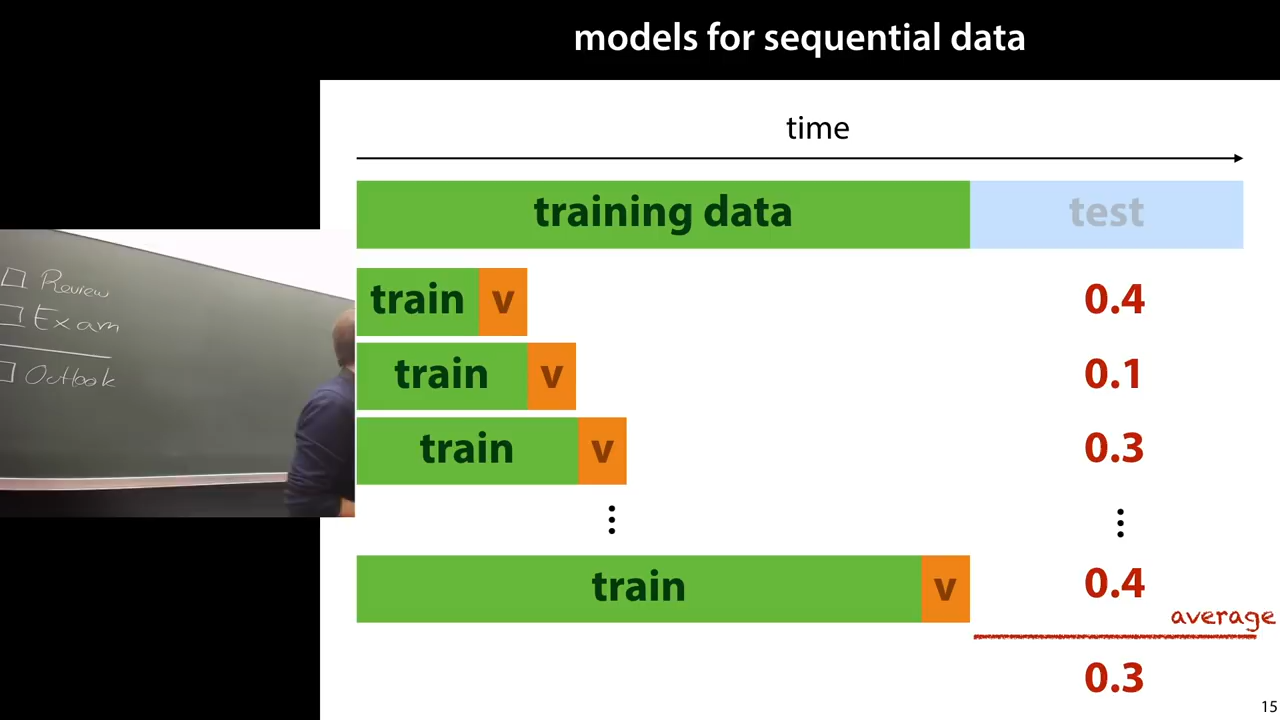 models for sequential data
time
training data test
Review
Exam
Outlook
train v 0.4
train v 0.1
train v 0.3
⋮ ⋮
train v 0.4
average
0.3
15